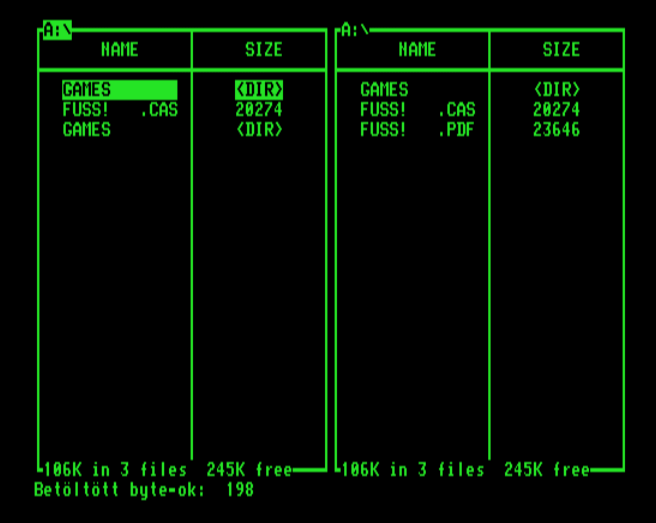 A:\ A:\
NAME SIZE NAME SIZE
GAMES <DIR> GAMES <DIR>
FUSS! .CAS 20274 FUSS! .CAS 20274
GAMES <DIR> FUSS! .PDF 23646
106K in 3 files 245K free 106K in 3 files 245K free
Betöltött byte-ok: 198